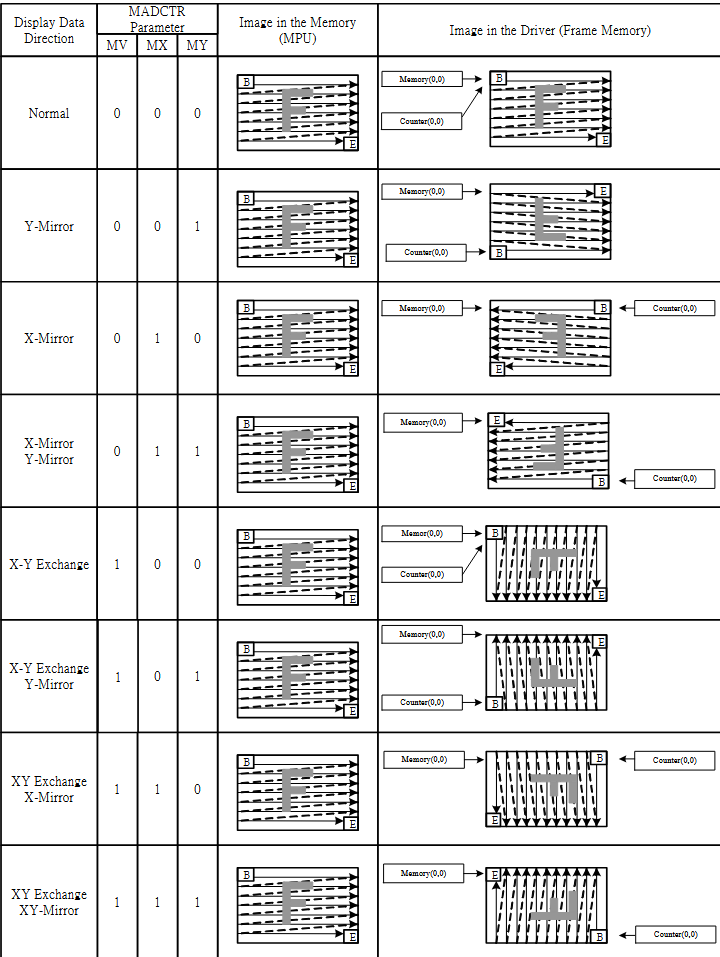 Display Data
Direction
MADCTR
Parameter
MV MX MY
Image in the Memory
(MPU)
Image in the Driver (Frame Memory)
Normal 0 0 0
B
E
Memory(0,0)
Counter(0,0)
B
E
Y-Mirror 0 0 1
B
E
Memory(0,0)
Counter(0,0)
E
B
X-Mirror 0 1 0
B
E
Memory(0,0)
B
Counter(0,0)
E
X-Mirror
Y-Mirror
0 1 1
B
E
Memory(0,0)
E
B
Counter(0,0)
X-Y Exchange 1 0 0
B
E
Memor(0,0)
Counter(0,0)
B
E
X-Y Exchange
Y-Mirror
1 0 1
B
E
Memory(0,0)
Counter(0,0)
E
B
XY Exchange
X-Mirror
1 1 0
B
E
Memory(0,0)
B
Counter(0,0)
E
XY Exchange
XY-Mirror
1 1 1
B
E
Memory(0,0)
E
B
Counter(0,0)